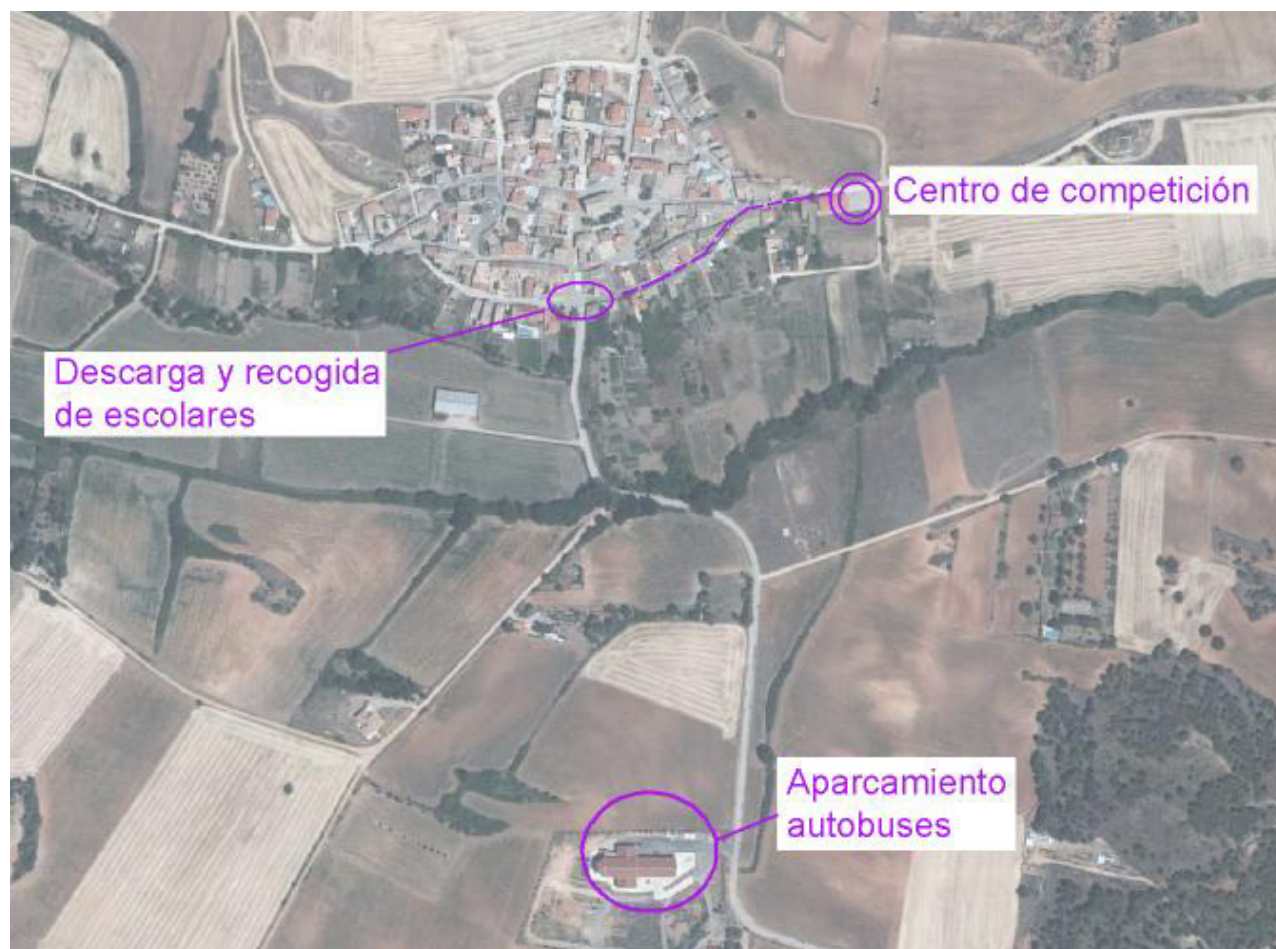 Centro de competición
Descarga y recogida
de escolares
Aparcamiento
autobuses